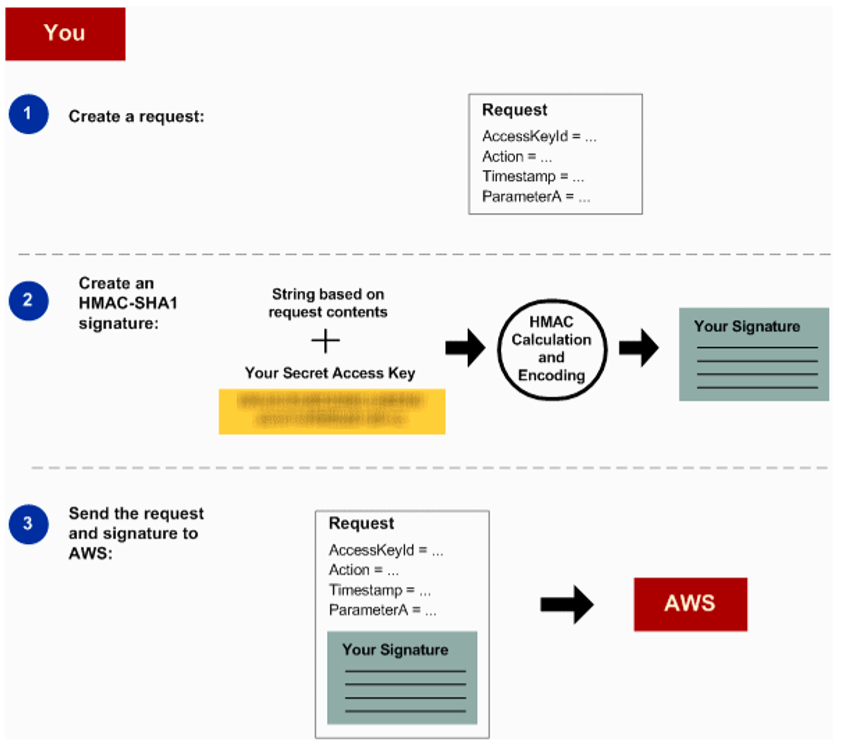 You
1
Create a request:
Request
AccessKeyId = ...
Action = ...
Timestamp = ...
ParameterA = ...
2
Create an
HMAC-SHA1
signature:
String based on
request contents
+
Your Secret Access Key
HMAC
Calculation
and
Encoding
Your Signature
3
Send the request
and signature to
AWS:
Request
AccessKeyId = ...
Action = ...
Timestamp = ...
ParameterA = ...
Your Signature
AWS